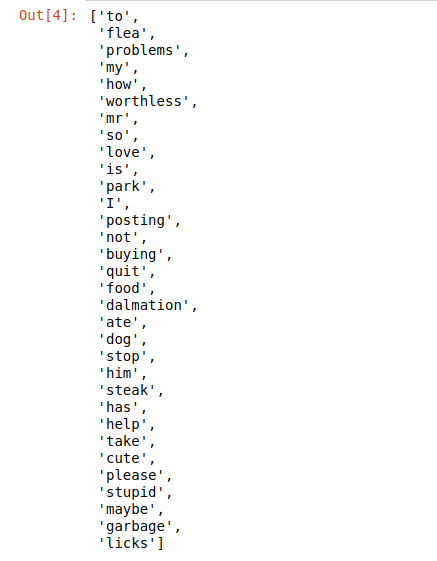 Out[4]: ['to',
'flea',
'problems',
'my',
'how',
'worthless',
'mr',
'so',
'love',
'is',
'park',
'I',
'posting',
'not',
'buying',
'quit',
'food',
'dalmation',
'ate',
'dog',
'stop',
'him',
'steak',
'has',
'help',
'take',
'cute',
'please',
'stupid',
'maybe',
'garbage',
'licks']